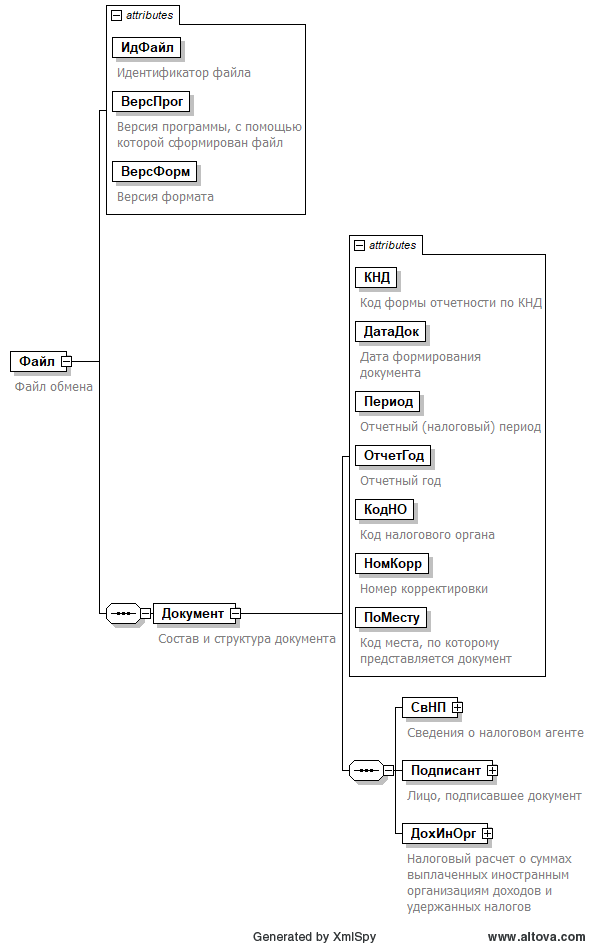 attributes
ИдФайл
Идентификатор файла
ВерсПрог
Версия программы, с помощью
которой сформирован файл
ВерсФорм
Версия формата
Файл
Файл обмена
Документ
Состав и структура документа
attributes
КНД
Код формы отчетности по КНД
ДатаДок
Дата формирования
документа
Период
Отчетный (налоговый) период
ОтчетГод
Отчетный год
КодНО
Код налогового органа
НомКорр
Номер корректировки
ПоМесту
Код места, по которому
представляется документ
СвНП
Сведения о налоговом агенте
Подписант
Лицо, подписавшее документ
ДохИнОрг
Налоговый расчет о суммах
выплаченных иностранным
организациям доходов и
удержанных налогов
Generated by XmlSpy www.altova.com